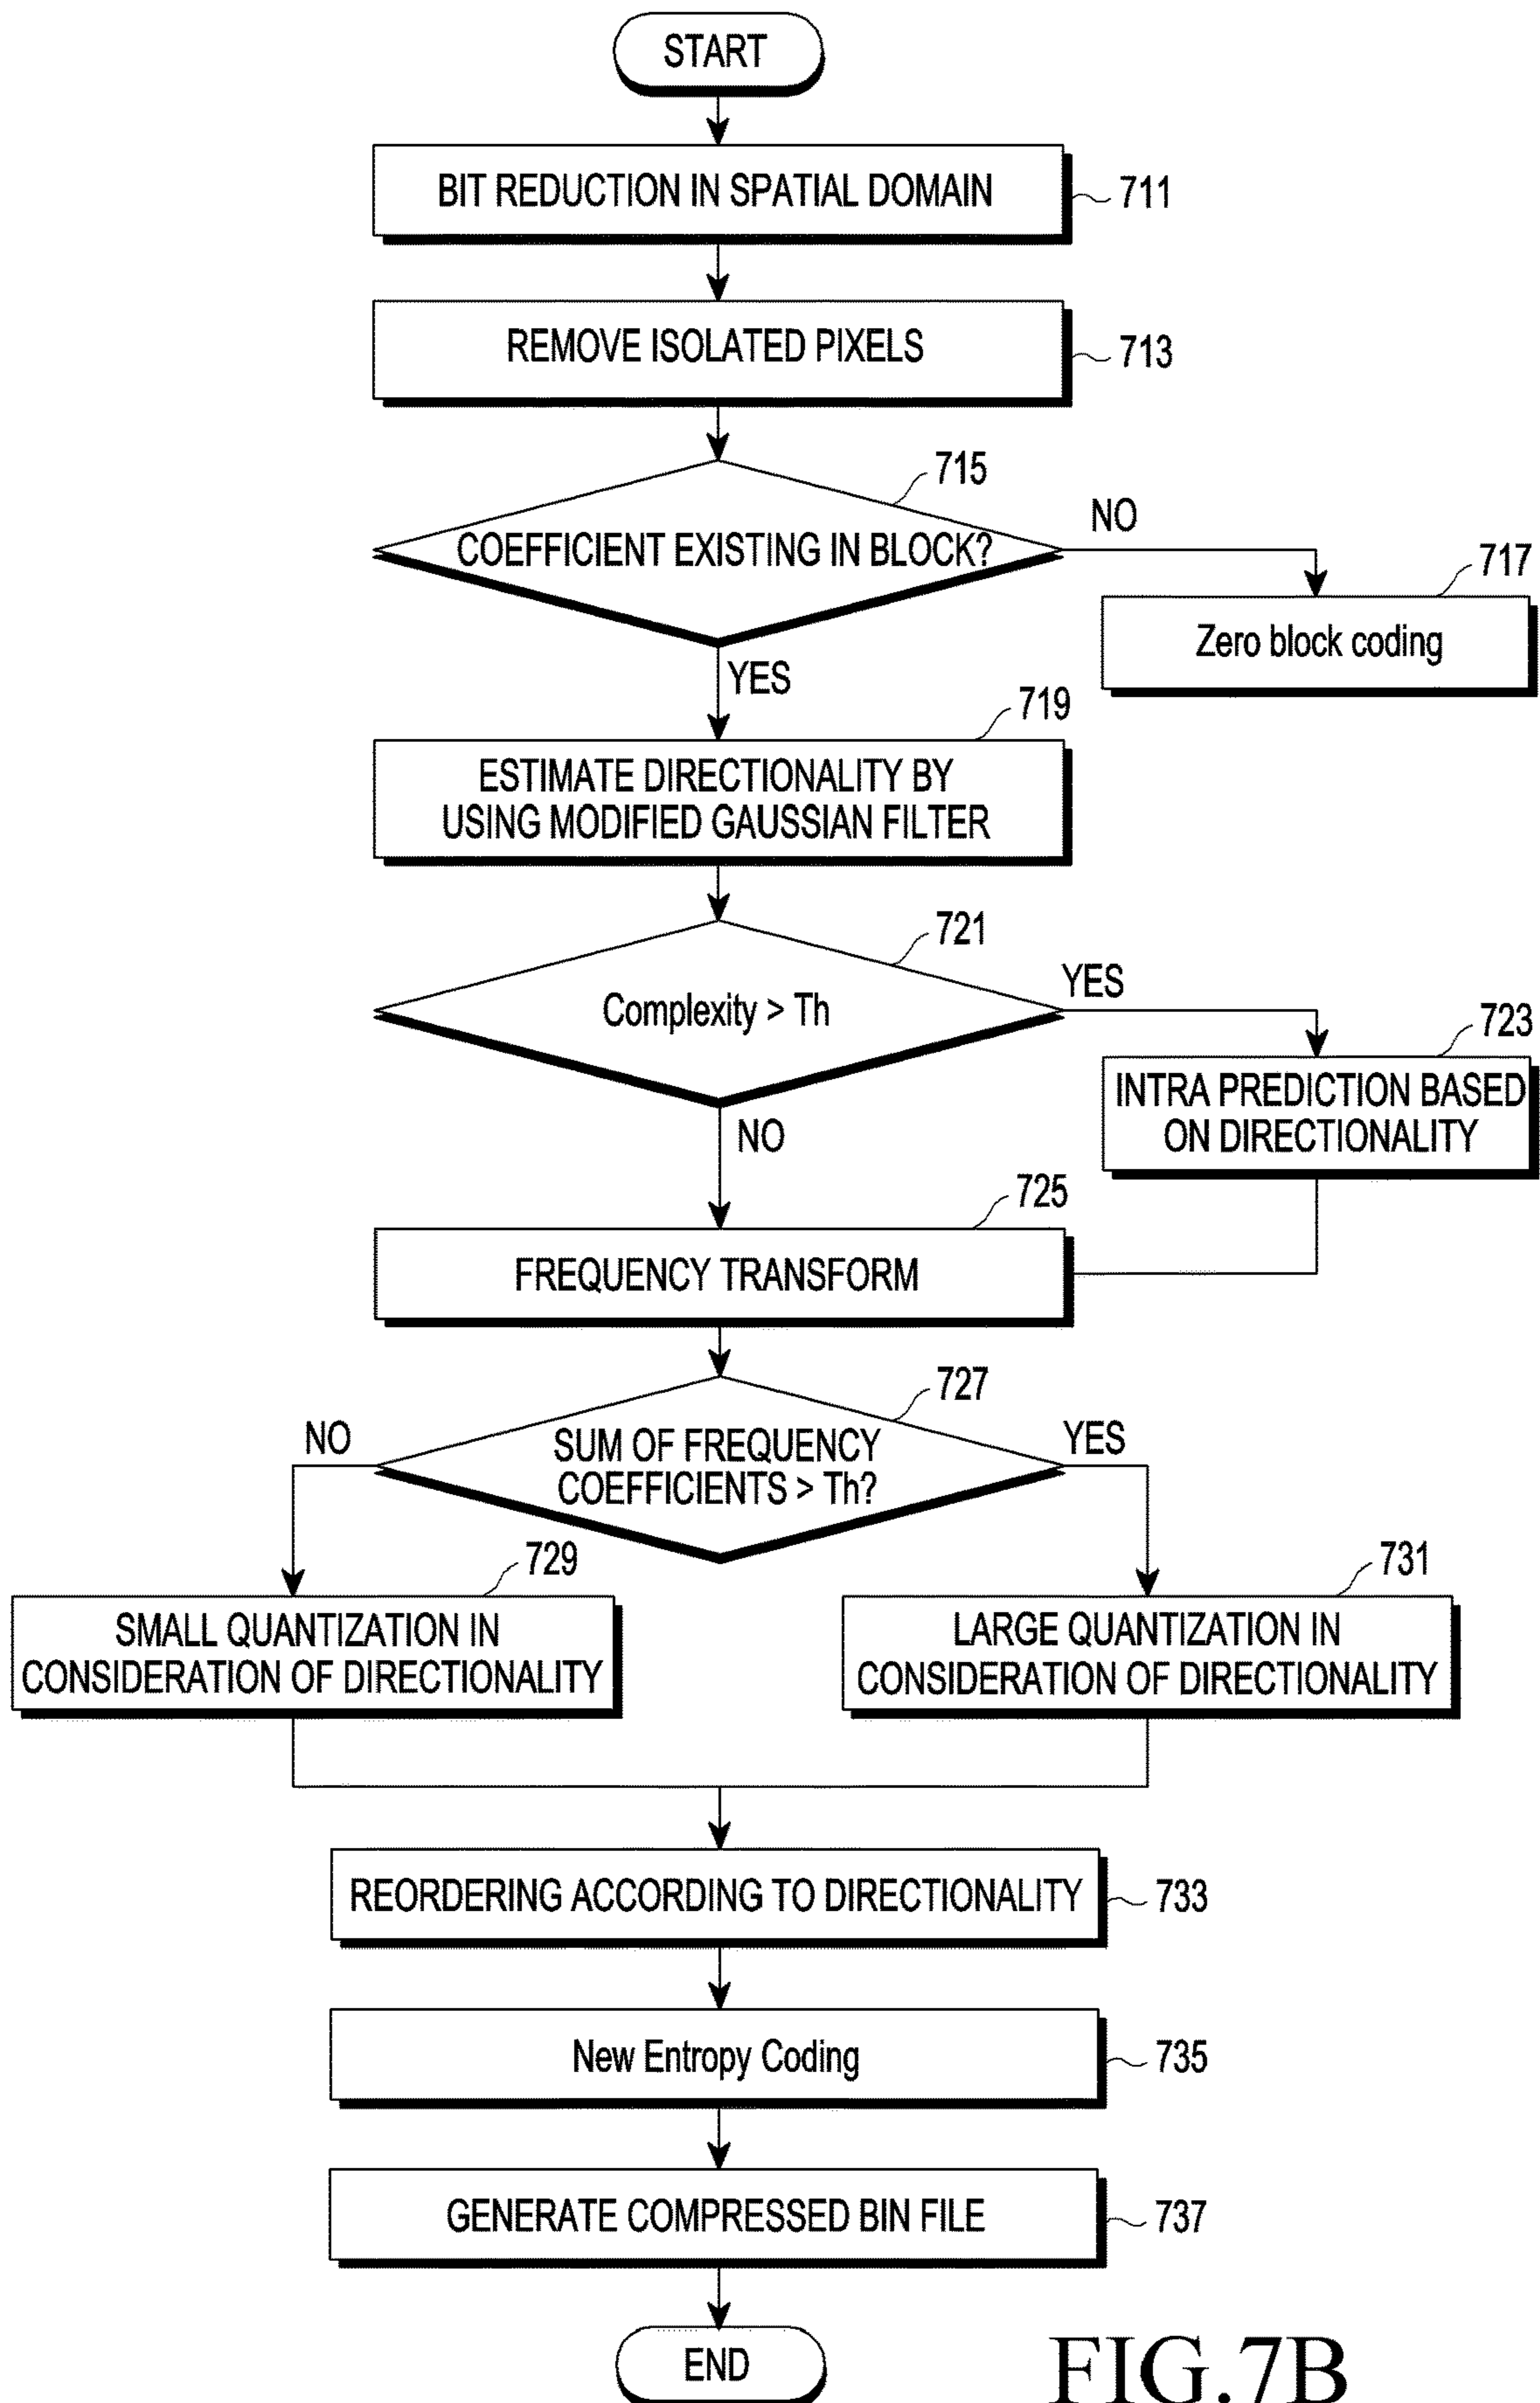 START
BIT REDUCTION IN SPATIAL DOMAIN
711
REMOVE ISOLATED PIXELS
713
715
COEFFICIENT EXISTING IN BLOCK?
NO
717
Zero block coding
YES
719
ESTIMATE DIRECTIONALITY BY
USING MODIFIED GAUSSIAN FILTER
721
Complexity > Th
YES
723
INTRA PREDICTION BASED
ON DIRECTIONALITY
NO
725
FREQUENCY TRANSFORM
727
SUM OF FREQUENCY
COEFFICIENTS > Th?
NO
YES
729
SMALL QUANTIZATION IN
CONSIDERATION OF DIRECTIONALITY
731
LARGE QUANTIZATION IN
CONSIDERATION OF DIRECTIONALITY
REORDERING ACCORDING TO DIRECTIONALITY
733
New Entropy Coding
735
GENERATE COMPRESSED BIN FILE
737
END
FIG.7B